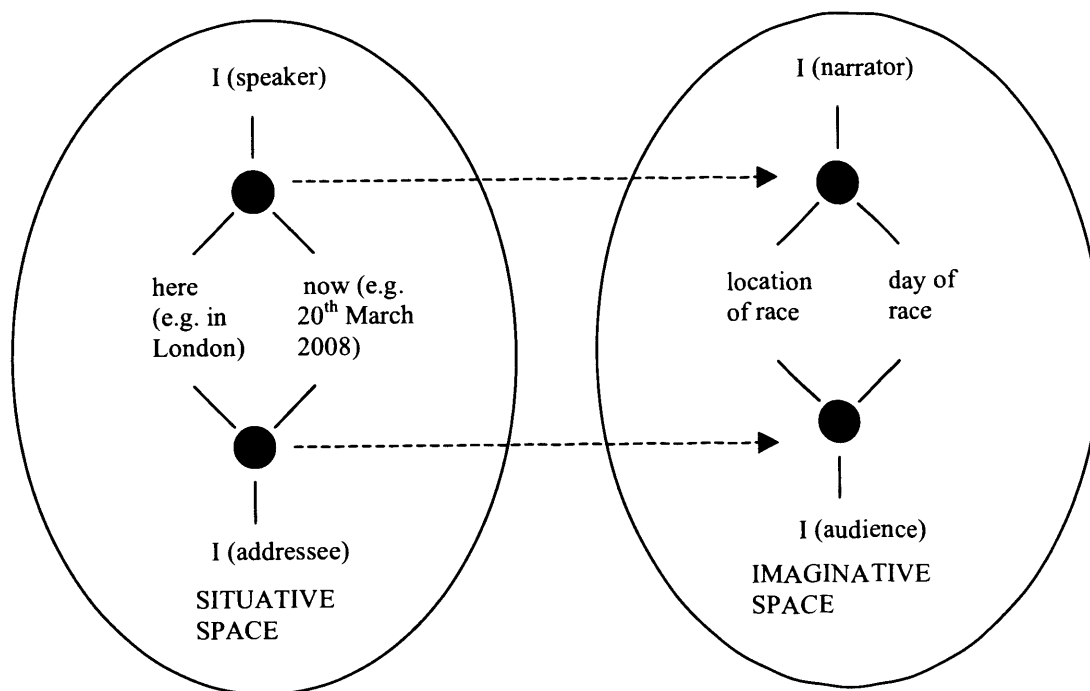 I (speaker)
here
(e.g. in
London)
now (e.g.
20th March
2008)
I (addressee)
SITUATIVE
SPACE
I (narrator)
location
of race
day of
race
I (audience)
IMAGINATIVE
SPACE